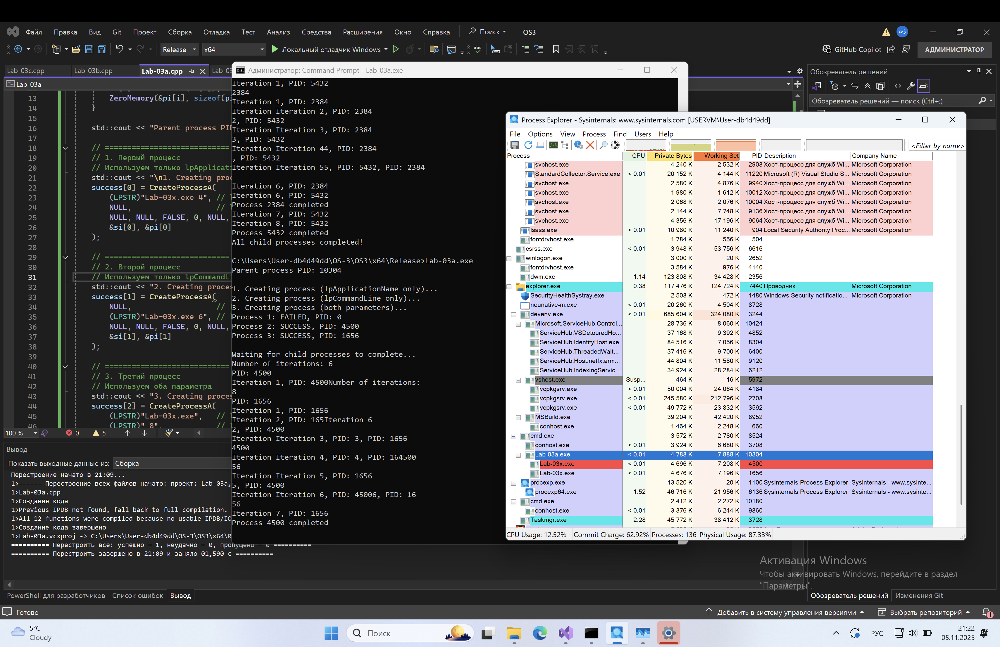 Файл Правка Вид Git Проект Сборка Отладка Тест Анализ Средства Расширения Окно Справка Поиск OS3 AG
Release x64 Локальный отладчик Windows GitHub Copilot АДМИНИСТРАТОР
Lab-03c.cpp Lab-03b.cpp Lab-03a.cpp Lab-03
Lab-03a
13 ZeroMemory(&pi[i], sizeof(pi
14 }
15
16 std::cout << "Parent process PID
17
18 // ============================
19 // 1. Первый процесс
20 // Используем только lpApplicati
21 std::cout << "\n1. Creating proc
22 success[0] = CreateProcessA(
23 (LPSTR)"Lab-03x.exe 4", // l
24 NULL, // l
25 NULL, NULL, FALSE, 0, NULL,
26 &si[0], &pi[0]
27 );
28
29 // ============================
30 // 2. Второй процесс
31 // Используем только lpCommandLi
32 std::cout << "2. Creating proces
33 success[1] = CreateProcessA(
34 NULL, // l
35 (LPSTR)"Lab-03x.exe 6", // l
36 NULL, NULL, FALSE, 0, NULL,
37 &si[1], &pi[1]
38 );
39
40 // ============================
41 // 3. Третий процесс
42 // Используем оба параметра
43 std::cout << "3. Creating proces
44 success[2] = CreateProcessA(
45 (LPSTR)"Lab-03x.exe", // l
46 (LPSTR)" 8",
100 % 0 5
Вывод
Показать выходные данные из: Сборка
Перестроение начато в 21:09...
1>------ Перестроение всех файлов начато: проект: Lab-03a,
1>Lab-03a.cpp
1>Создание кода
1>Previous IPDB not found, fall back to full compilation.
1>All 12 functions were compiled because no usable IPDB/IO
1>Создание кода завершено
1>Lab-03a.vcxproj -> C:\Users\User-db4d49dd\OS-3\OS3\x64\R
========== Перестроить все: успешно — 1, неудачно — 0, пропущено — 0 ==========
========== Перестроить завершено в 21:09 и заняло 01,590 с ==========
PowerShell для разработчиков Список ошибок Вывод
Администратор: Command Prompt - Lab-03a.exe
Iteration 1, PID: 5432
2384
Iteration 1, PID: 2384
Iteration Iteration 2, PID: 2384
2, PID: 5432
Iteration Iteration 3, PID: 2384
3, PID: 5432
Iteration Iteration 44, PID: 2384
, PID: 5432
Iteration Iteration 55, PID: 5432, PID: 2384
Iteration 6, PID: 2384
Iteration 6, PID: 5432
Process 2384 completed
Iteration 7, PID: 5432
Iteration 8, PID: 5432
Process 5432 completed
All child processes completed!
C:\Users\User-db4d49dd\OS-3\OS3\x64\Release>Lab-03a.exe
Parent process PID: 10304
1. Creating process (lpApplicationName only)...
2. Creating process (lpCommandLine only)...
3. Creating process (both parameters)...
Process 1: FAILED, PID: 0
Process 2: SUCCESS, PID: 4500
Process 3: SUCCESS, PID: 1656
Waiting for child processes to complete...
Number of iterations: 6
PID: 4500
Iteration 1, PID: 4500Number of iterations:
8
PID: 1656
Iteration 1, PID: 1656
Iteration 2, PID: 165Iteration 6
2, PID: 4500
Iteration Iteration 3, PID: 3, PID: 1656
4500
Iteration Iteration 4, PID: 4, PID: 164500
56
Iteration Iteration 5, PID: 1656
5, PID: 4500
Iteration Iteration 6, PID: 45006, PID: 16
56
Iteration 7, PID: 1656
Process 4500 completed
Обозреватель решений
Обозреватель решений — поиск (Ctrl+;)
Process Explorer - Sysinternals: www.sysinternals.com [USERVM\User-db4d49dd]
File Options View Process Find Users Help
<Filter by name>
Process CPU Private Bytes Working Set PID Description Company Name
svchost.exe 4 240 K 2 532 K 2908 Хост-процесс для служб Wi... Microsoft Corporation
StandardCollector.Service.exe < 0.01 20 152 K 4 144 K 11220 Microsoft (R) Visual Studio S... Microsoft Corporation
svchost.exe 2 580 K 4 876 K 9940 Хост-процесс для служб Wi... Microsoft Corporation
svchost.exe 1 980 K 1 612 K 10012 Хост-процесс для служб Wi... Microsoft Corporation
svchost.exe 2 068 K 2 076 K 10004 Хост-процесс для служб Wi... Microsoft Corporation
svchost.exe 2 144 K 7 748 K 9136 Хост-процесс для служб Wi... Microsoft Corporation
svchost.exe 4 356 K 17 196 K 9064 Хост-процесс для служб Wi... Microsoft Corporation
lsass.exe < 0.01 10 980 K 11 240 K 904 Local Security Authority Proc... Microsoft Corporation
fontdrvhost.exe 1 784 K 556 K 504
csrss.exe < 0.01 3 948 K 53 756 K 6616
winlogon.exe 3 000 K 20 K 2652
fontdrvhost.exe 3 584 K 976 K 4140
dwm.exe 1.14 123 808 K 34 428 K 2356
explorer.exe 0.38 117 476 K 124 724 K 7440 Проводник Microsoft Corporation
SecurityHealthSystray.exe 2 508 K 472 K 1480 Windows Security notificatio... Microsoft Corporation
neunative-m.exe < 0.01 20 260 K 4 504 K 8728
devenv.exe < 0.01 685 604 K 324 080 K 3244
Microsoft.ServiceHub.Control... 28 736 K 8 060 K 10424
ServiceHub.VSDetouredHo... 37 168 K 9 392 K 4852
ServiceHub.IdentityHost.exe 84 516 K 7 056 K 8304
ServiceHub.ThreadedWait... 37 416 K 9 700 K 6400
ServiceHub.Host.netfx.arm... 44 804 K 11 580 K 9120
ServiceHub.IndexingServic... 34 924 K 28 284 K 6212
vshost.exe Susp... 464 K 16 K 5972
vcpkgsrv.exe < 0.01 50 004 K 24 064 K 4184
vcpkgsrv.exe < 0.01 245 580 K 212 796 K 2708
vcpkgsrv.exe < 0.01 49 772 K 23 832 K 3592
MSBuild.exe 39 204 K 42 420 K 8952
conhost.exe 1 464 K 2 248 K 660
cmd.exe 3 572 K 2 780 K 8524
conhost.exe < 0.01 3 924 K 6 680 K 3708
Lab-03a.exe < 0.01 4 788 K 7 888 K 10304
Lab-03x.exe < 0.01 4 696 K 7 208 K 4500
Lab-03x.exe < 0.01 4 676 K 7 196 K 1656
procexp.exe 13 520 K 20 K 1100 Sysinternals Process Explorer Sysinternals - www.sysinte...
procexp64.exe 1.52 46 716 K 21 956 K 6136 Sysinternals Process Explorer Sysinternals - www.sysinte...
cmd.exe 2 412 K 2 272 K 10180
conhost.exe < 0.01 3 376 K 6 244 K 9860
Taskmgr.exe 2.28 45 772 K 38 412 K 3728
CPU Usage: 12.52% Commit Charge: 62.92% Processes: 136 Physical Usage: 87.33%
Активация Windows
Чтобы активировать Windows, перейдите в раздел
"Параметры".
Обозреватель решений Изменения Git
Готово Добавить в систему управления версиями Выбрать репозиторий 1
5°C
Cloudy
Поиск
РУС
21:22
05.11.2025